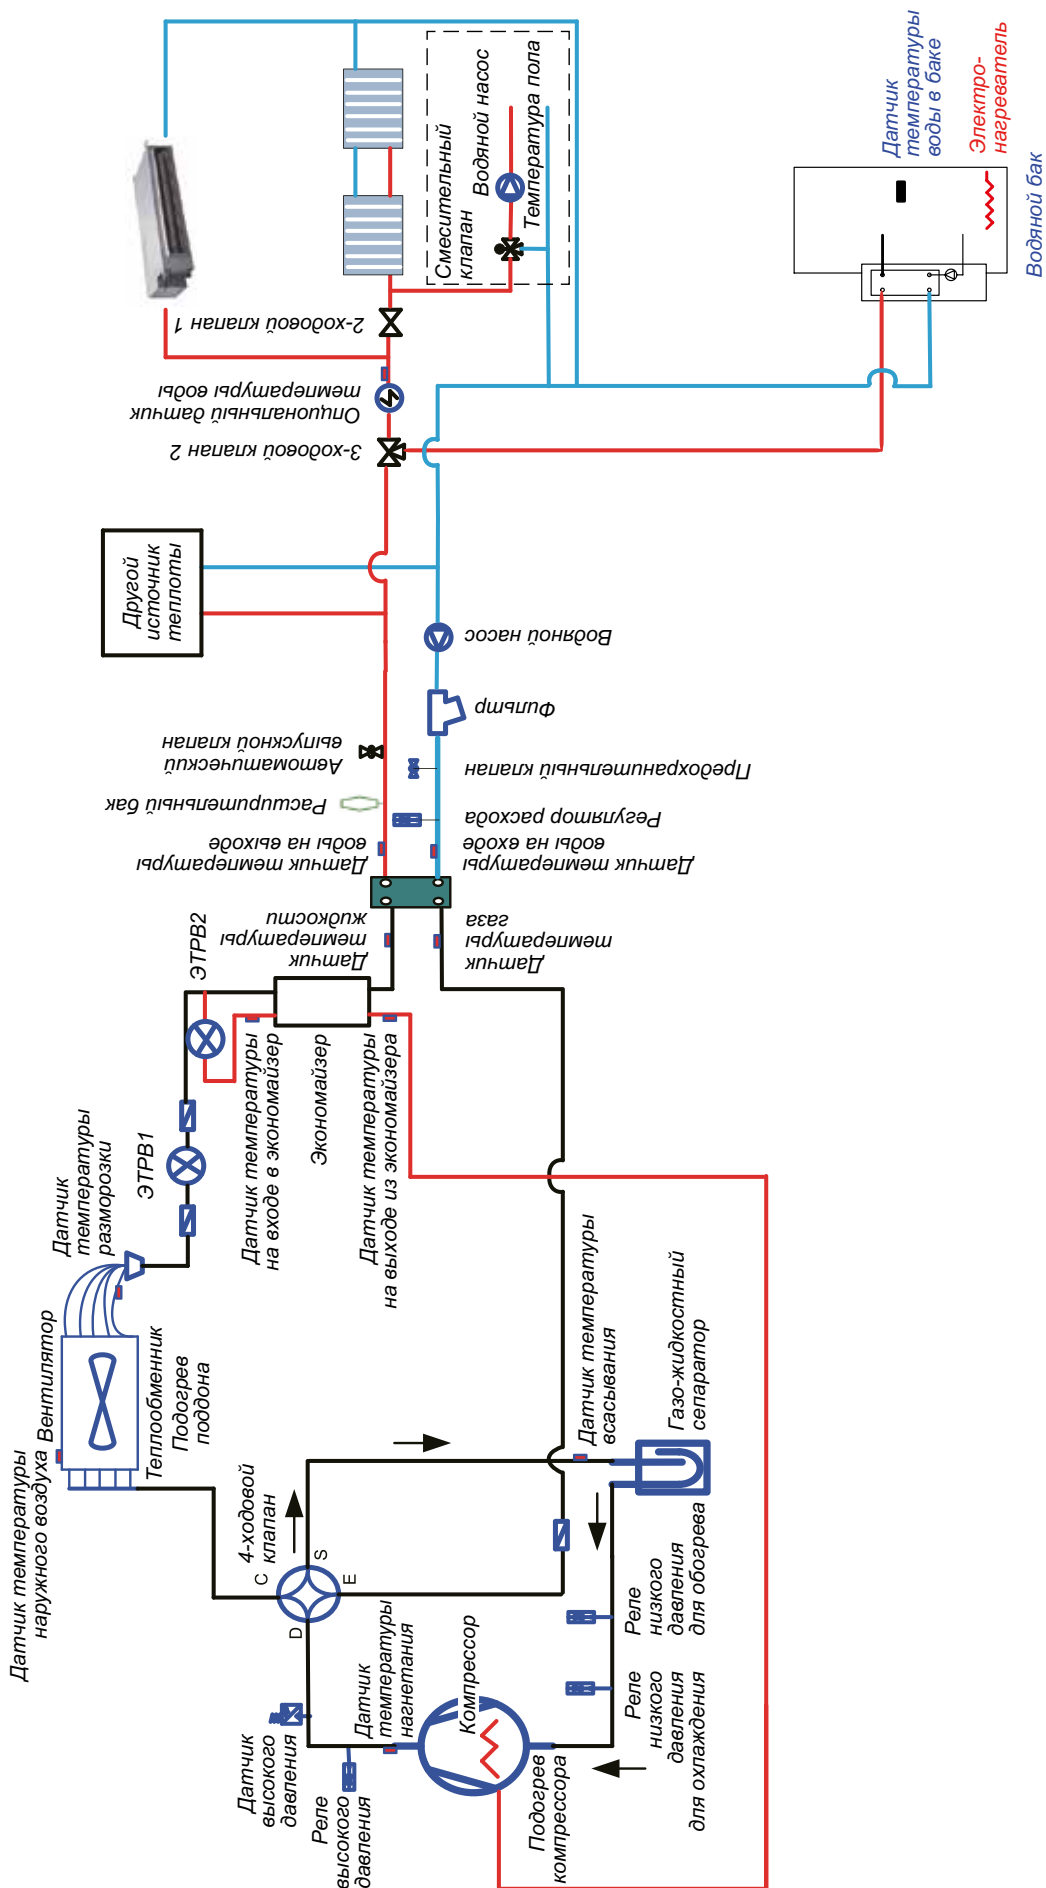 Датчик температуры
наружного воздуха
Вентилятор
Теплообменник
Подогрев
поддона
Датчик
температуры
разморозки
ЭТРВ1
ЭТРВ2
4-ходовой
клапан
C
S
D
E
Датчик
высокого
давления
Реле
высокого
давления
Датчик
температуры
нагнетания
Компрессор
Подогрев
компрессора
Реле
низкого
давления
для охлаждения
Реле
низкого
давления
для обогрева
Газо-жидкостный
сепаратор
Датчик температуры
всасывания
Датчик температуры
на входе в экономайзер
Экономайзер
Датчик температуры
на выходе из экономайзера
Датчик
температуры
жидкости
Датчик
температуры
газа
Датчик температуры
воды на выходе
Датчик температуры
воды на входе
Расширительный бак
Автоматический
выпускной клапан
Регулятор расхода
Предохранительный клапан
Фильтр
Водяной насос
Другой
источник
теплоты
3-ходовой клапан 2
Опциональный датчик
температуры воды
2-ходовой клапан 1
Смесительный
клапан
Водяной насос
Температура пола
Датчик
температуры
воды в баке
Электро-
нагреватель
Водяной бак